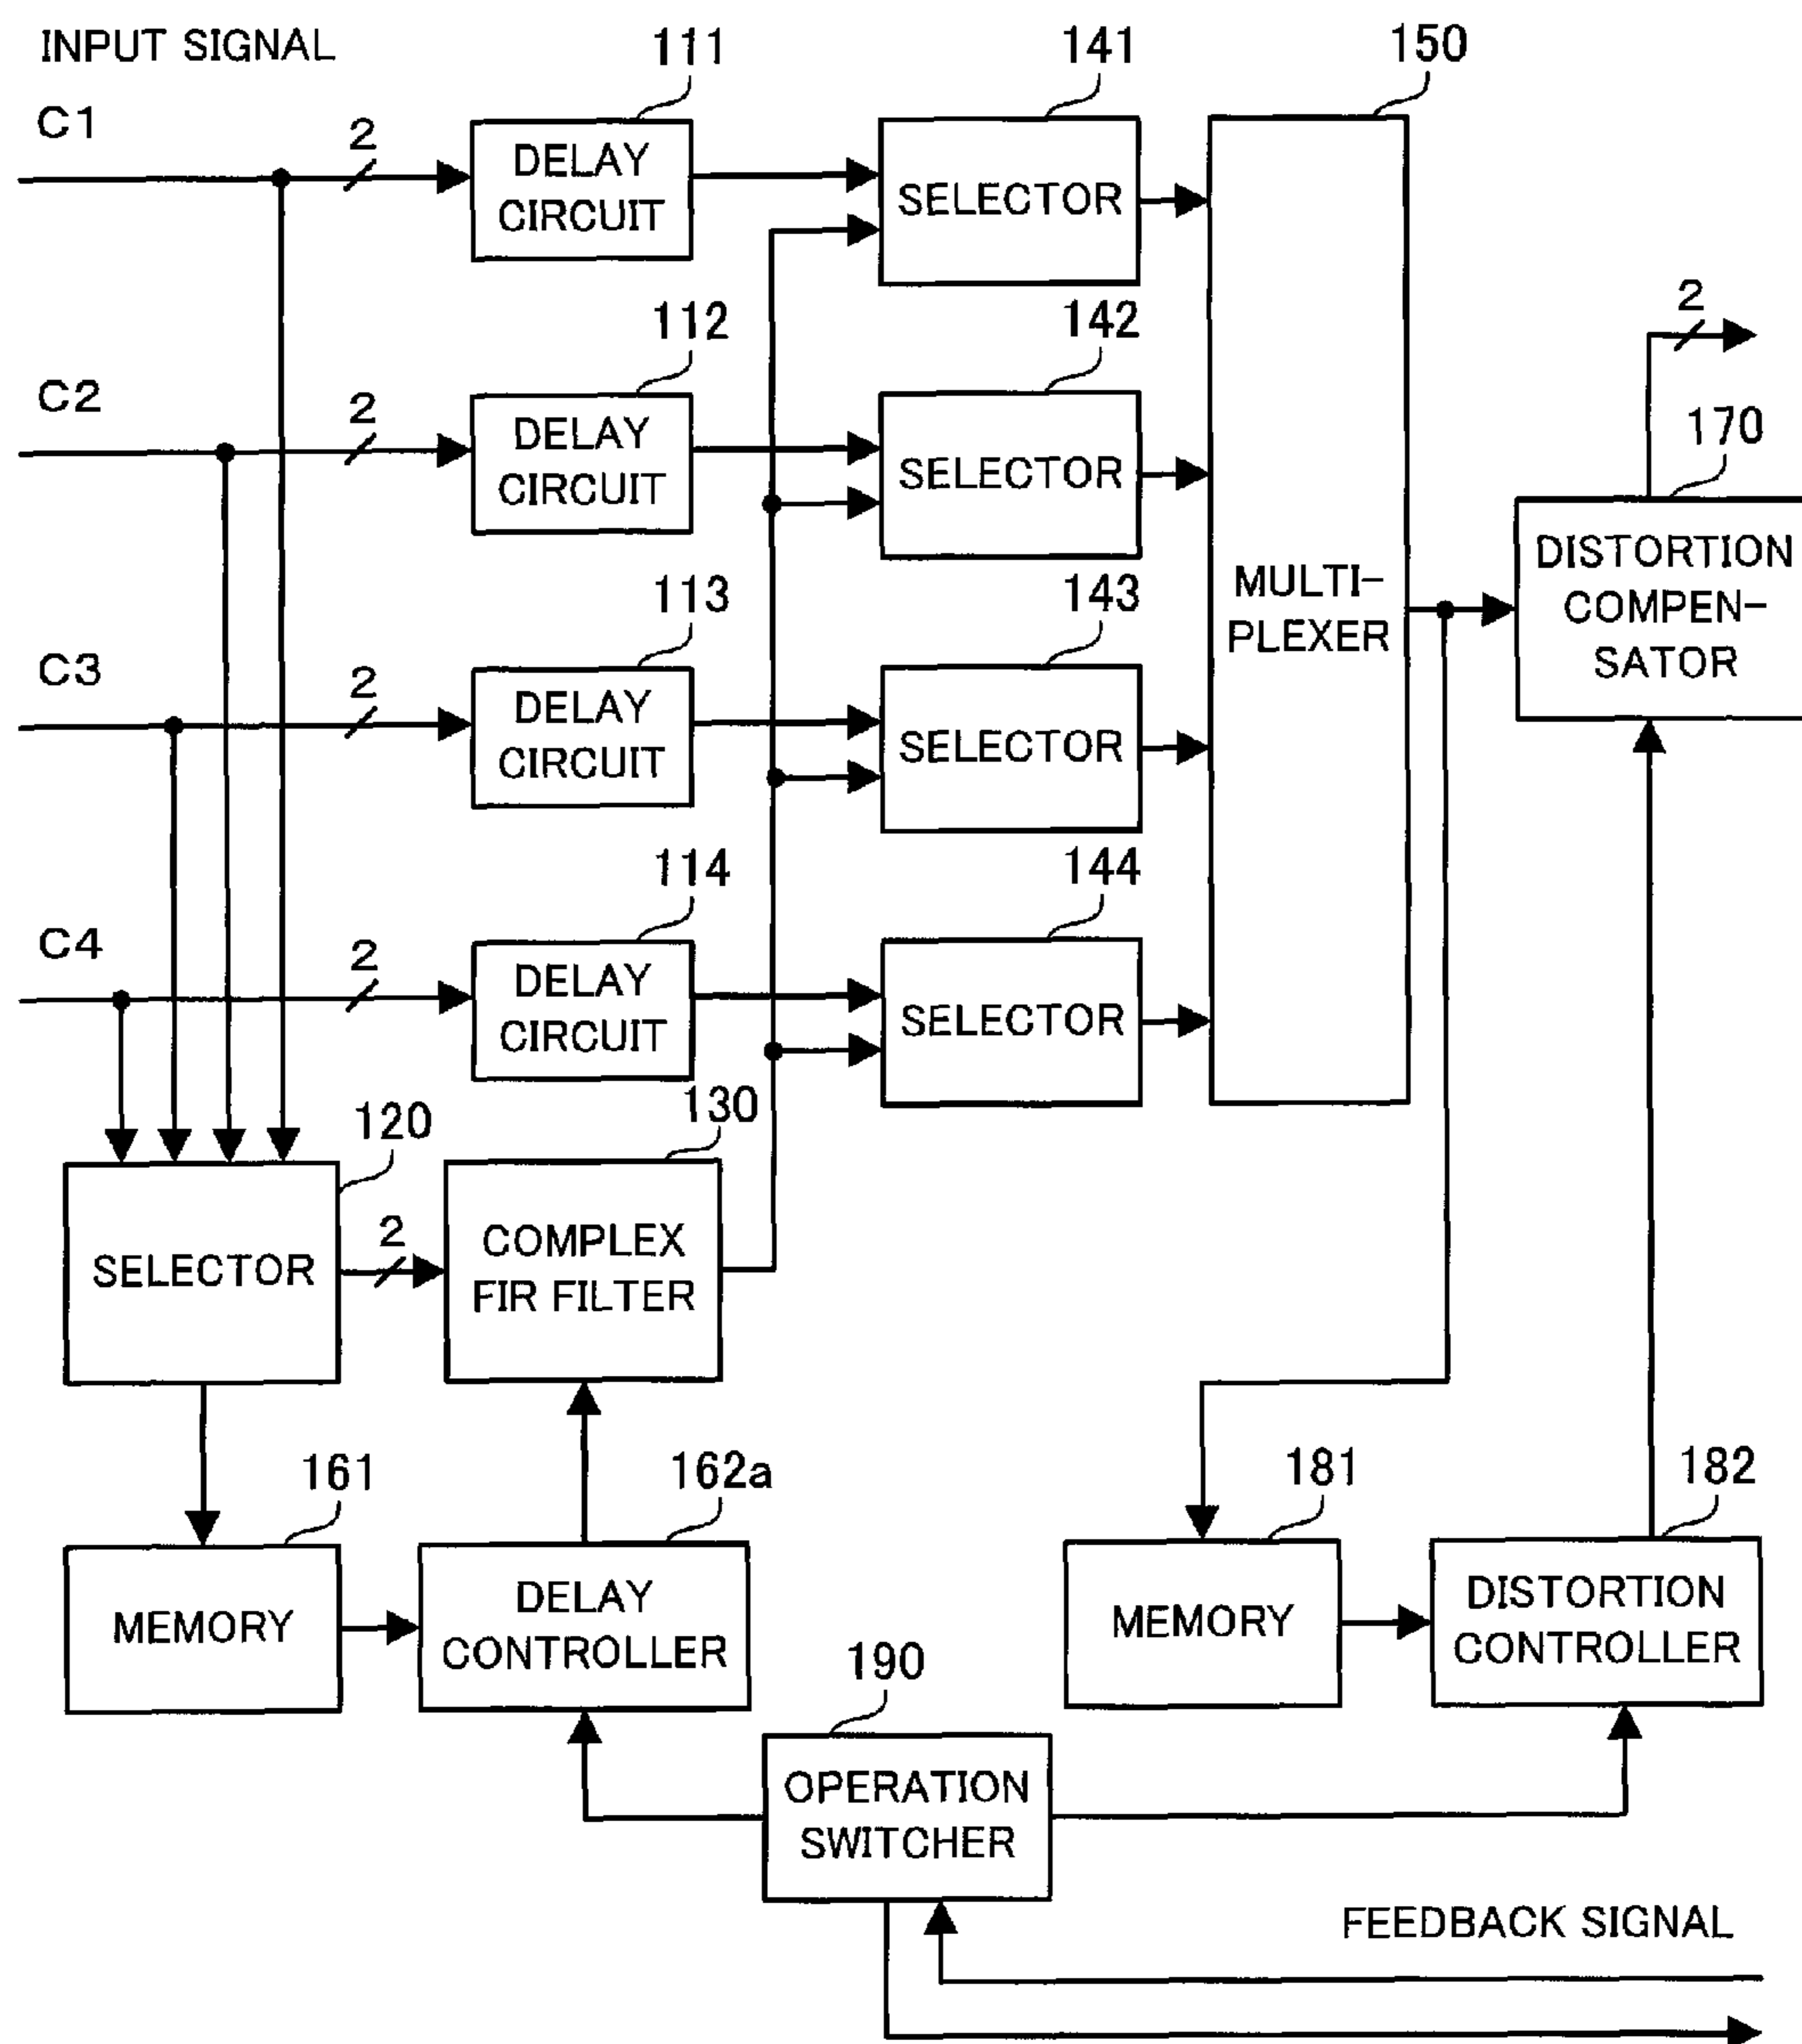 INPUT SIGNAL
111
141
150
C1
2
DELAY
CIRCUIT
SELECTOR
112
142
2
C2
2
DELAY
CIRCUIT
SELECTOR
170
113
143
MULTI-
PLEXER
DISTORTION
COMPEN-
SATOR
C3
2
DELAY
CIRCUIT
SELECTOR
114
144
C4
2
DELAY
CIRCUIT
SELECTOR
120
130
SELECTOR
2
COMPLEX
FIR FILTER
161
162a
181
182
MEMORY
DELAY
CONTROLLER
MEMORY
DISTORTION
CONTROLLER
190
OPERATION
SWITCHER
FEEDBACK SIGNAL